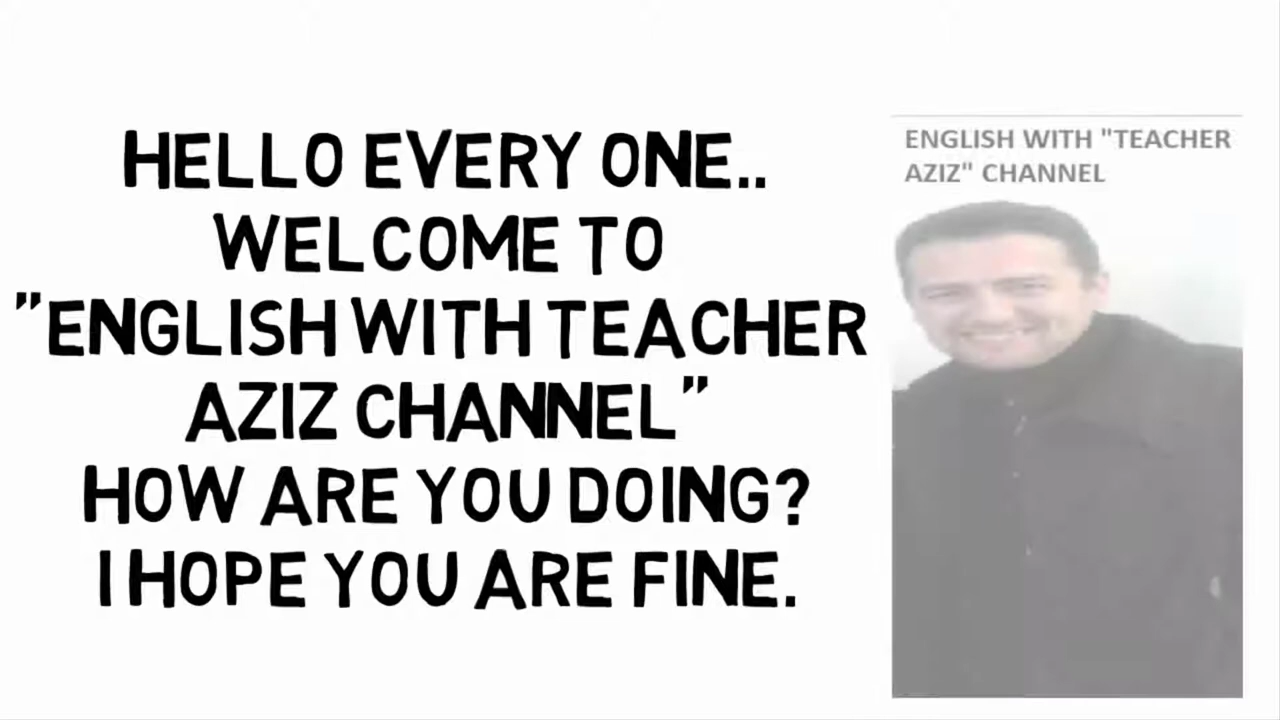 HELLO EVERY ONE..
WELCOME TO
"ENGLISH WITH TEACHER
AZIZ CHANNEL"
HOW ARE YOU DOING?
I HOPE YOU ARE FINE.
ENGLISH WITH "TEACHER
AZIZ" CHANNEL